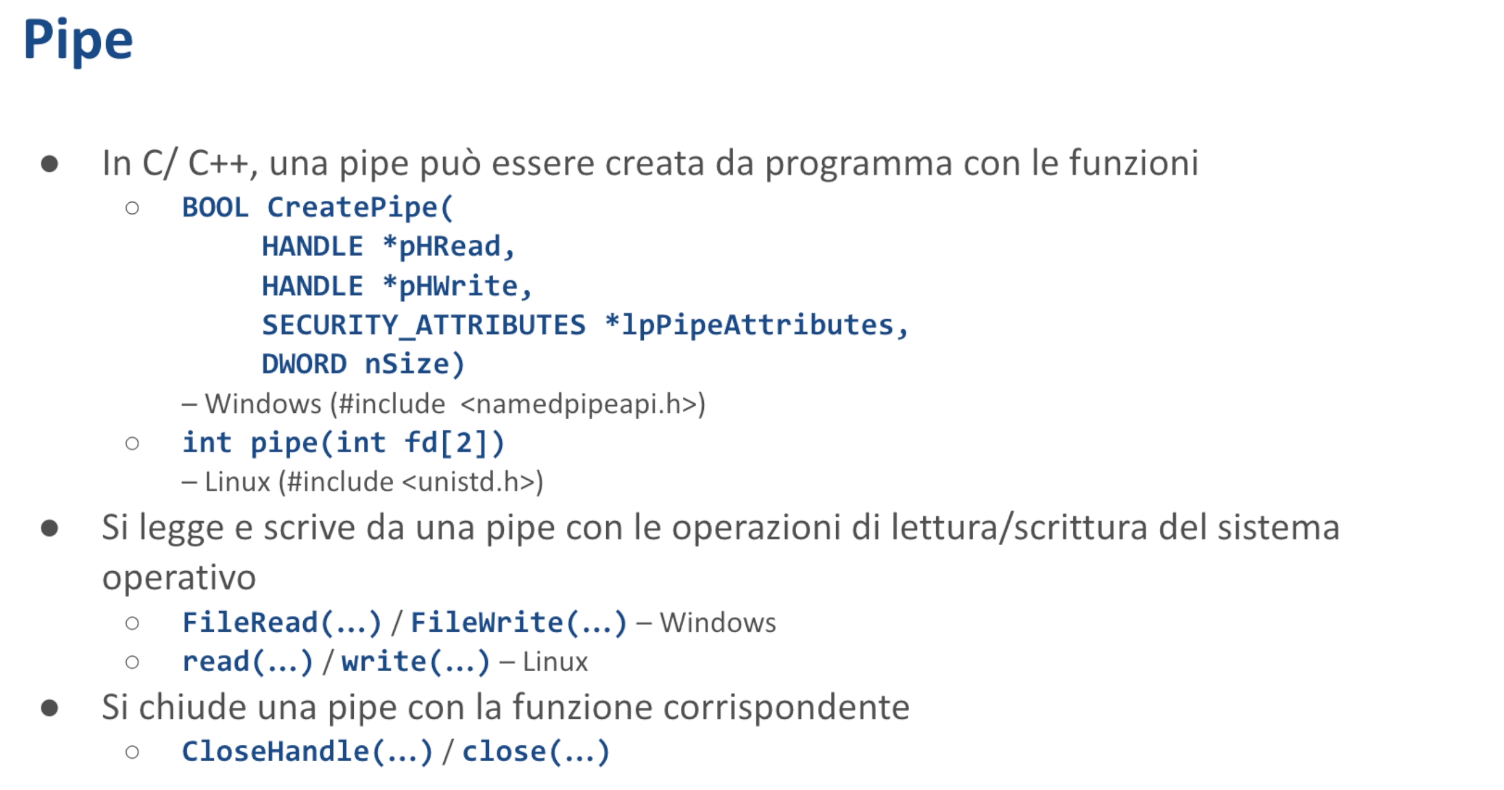 Pipe
● In C/ C++, una pipe può essere creata da programma con le funzioni
○ BOOL CreatePipe(
HANDLE *pHRead,
HANDLE *pHWrite,
SECURITY_ATTRIBUTES *lpPipeAttributes,
DWORD nSize)
– Windows (#include <namedpipeapi.h>)
○ int pipe(int fd[2])
– Linux (#include <unistd.h>)
● Si legge e scrive da una pipe con le operazioni di lettura/scrittura del sistema
operativo
○ FileRead(...) / FileWrite(...) – Windows
○ read(...) / write(...) – Linux
● Si chiude una pipe con la funzione corrispondente
○ CloseHandle(...) / close(...)